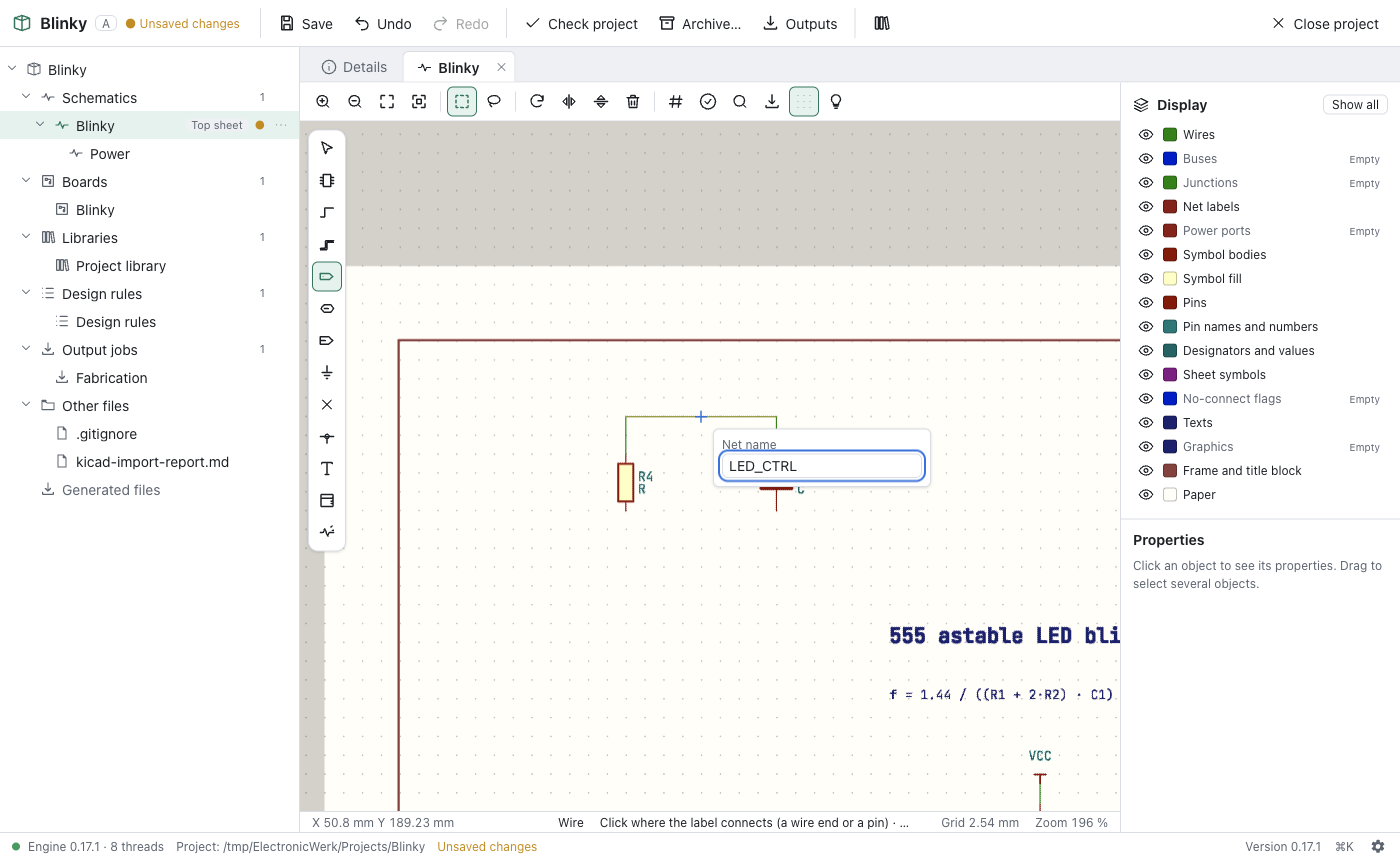 Blinky A Unsaved changes Save Undo Redo Check project Archive... Outputs Close project
Blinky
Schematics 1
Blinky Top sheet ...
Power
Boards 1
Blinky
Libraries 1
Project library
Design rules 1
Design rules
Output jobs 1
Fabrication
Other files
.gitignore
kicad-import-report.md
Generated files
Details Blinky
Net name
LED_CTRL
R4
R
C
555 astable LED bli
f = 1.44 / ((R1 + 2·R2) · C1)
VCC
Display Show all
Wires
Buses Empty
Junctions Empty
Net labels
Power ports Empty
Symbol bodies
Symbol fill
Pins
Pin names and numbers
Designators and values
Sheet symbols
No-connect flags Empty
Texts
Graphics Empty
Frame and title block
Paper
Properties
Click an object to see its properties. Drag to
select several objects.
X 50.8 mm Y 189.23 mm Wire Click where the label connects (a wire end or a pin) · ... Grid 2.54 mm Zoom 196 %
Engine 0.17.1 · 8 threads Project: /tmp/ElectronicWerk/Projects/Blinky Unsaved changes Version 0.17.1 ⌘K